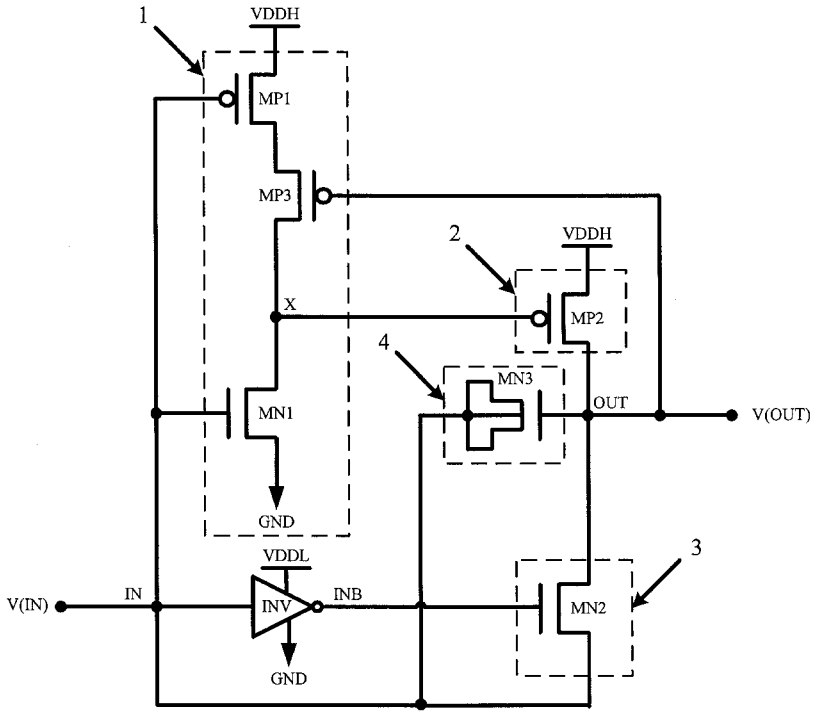 1
VDDH
MP1
MP3
2
VDDH
X
MP2
4
MN3
OUT
V(OUT)
MN1
GND
VDDL
3
IN
INB
V(IN)
INV
MN2
GND